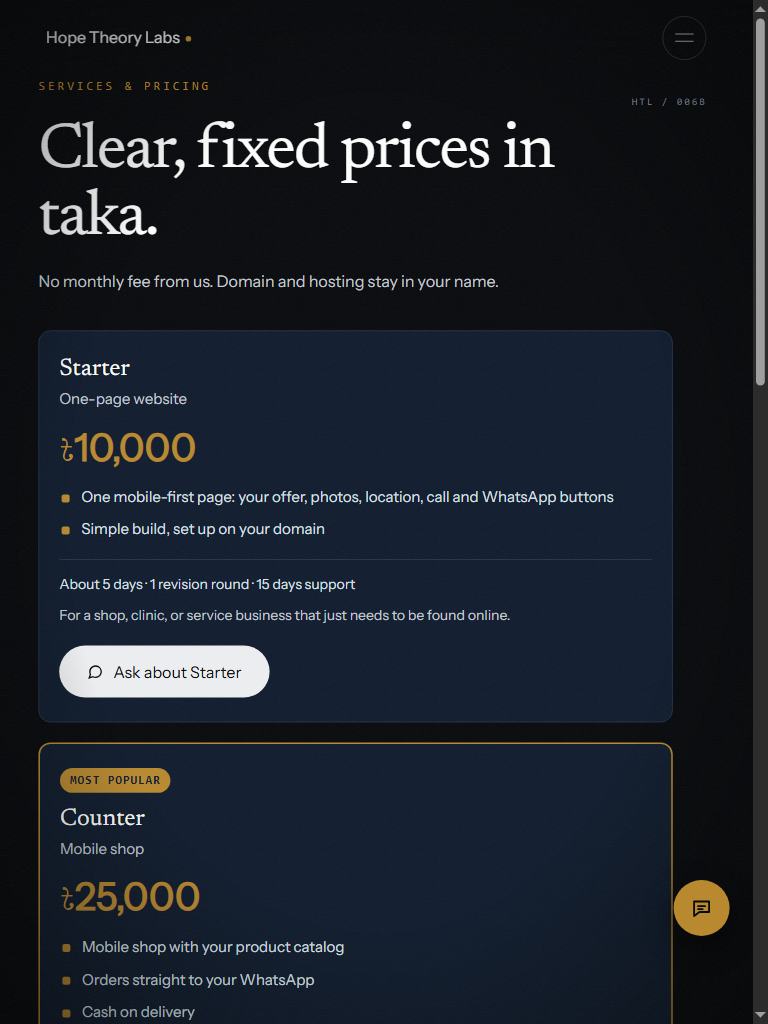 Hope Theory Labs
SERVICES & PRICING
HTL / 0068
Clear, fixed prices in
taka.
No monthly fee from us. Domain and hosting stay in your name.
Starter
One-page website
৳10,000
One mobile-first page: your offer, photos, location, call and WhatsApp buttons
Simple build, set up on your domain
About 5 days · 1 revision round · 15 days support
For a shop, clinic, or service business that just needs to be found online.
Ask about Starter
MOST POPULAR
Counter
Mobile shop
৳25,000
Mobile shop with your product catalog
Orders straight to your WhatsApp
Cash on delivery